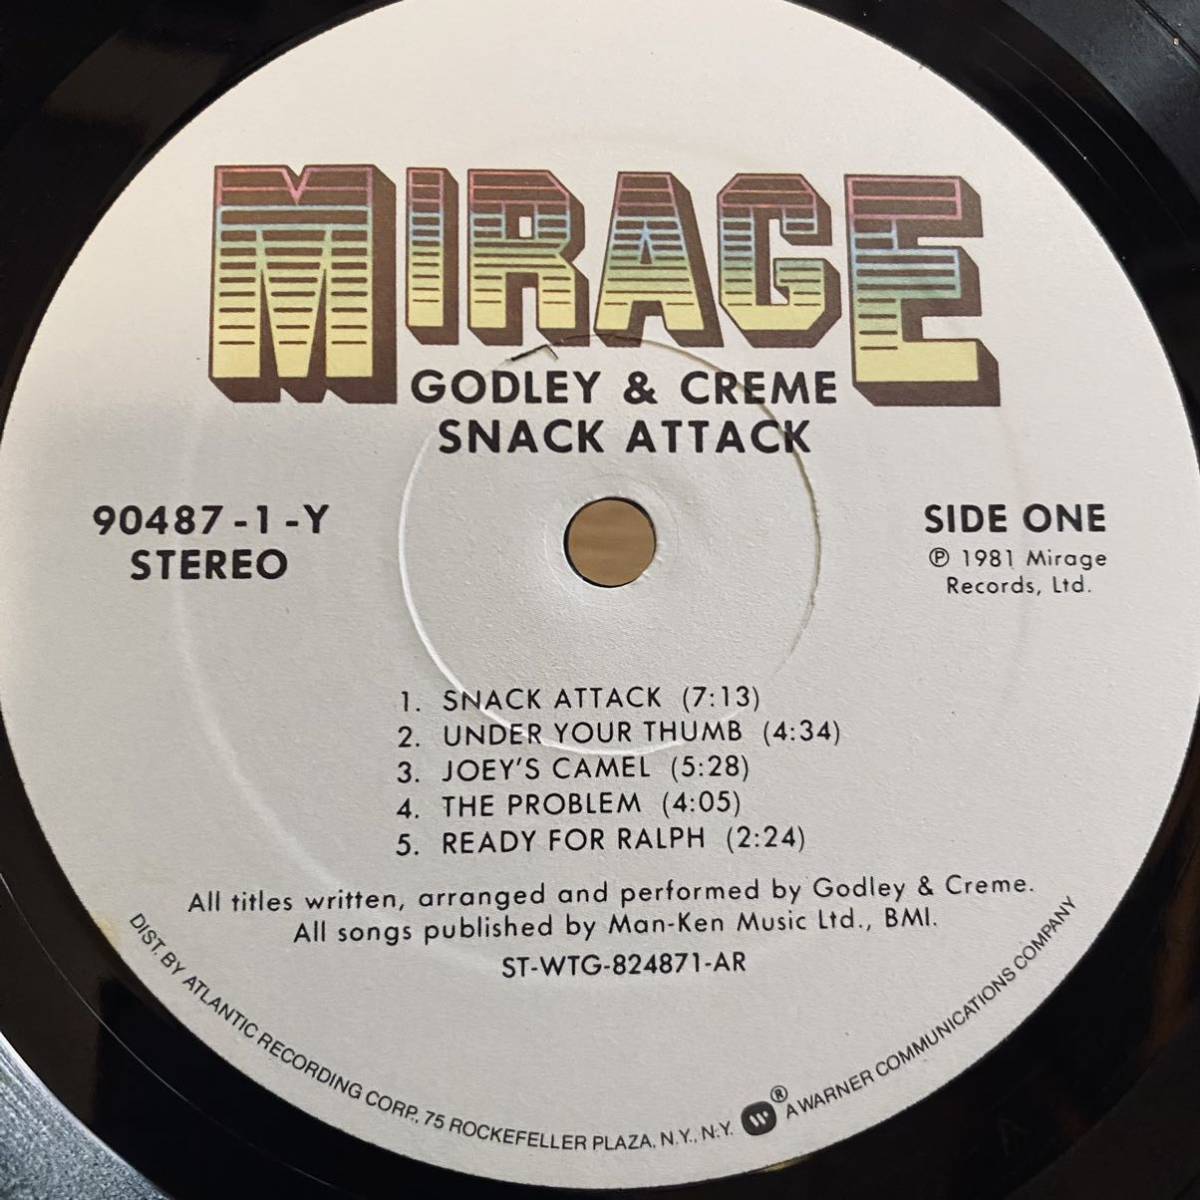 MIRAGE
GODLEY & CREME
SNACK ATTACK
90487-1-Y
STEREO
SIDE ONE
℗ 1981 Mirage
Records, Ltd.
1. SNACK ATTACK (7:13)
2. UNDER YOUR THUMB (4:34)
3. JOEY'S CAMEL (5:28)
4. THE PROBLEM (4:05)
5. READY FOR RALPH (2:24)
All titles written, arranged and performed by Godley & Creme.
All songs published by Man-Ken Music Ltd., BMI.
ST-WTG-824871-AR
DIST. BY ATLANTIC RECORDING CORP., 75 ROCKEFELLER PLAZA, N.Y., N.Y. W® A WARNER COMMUNICATIONS COMPANY